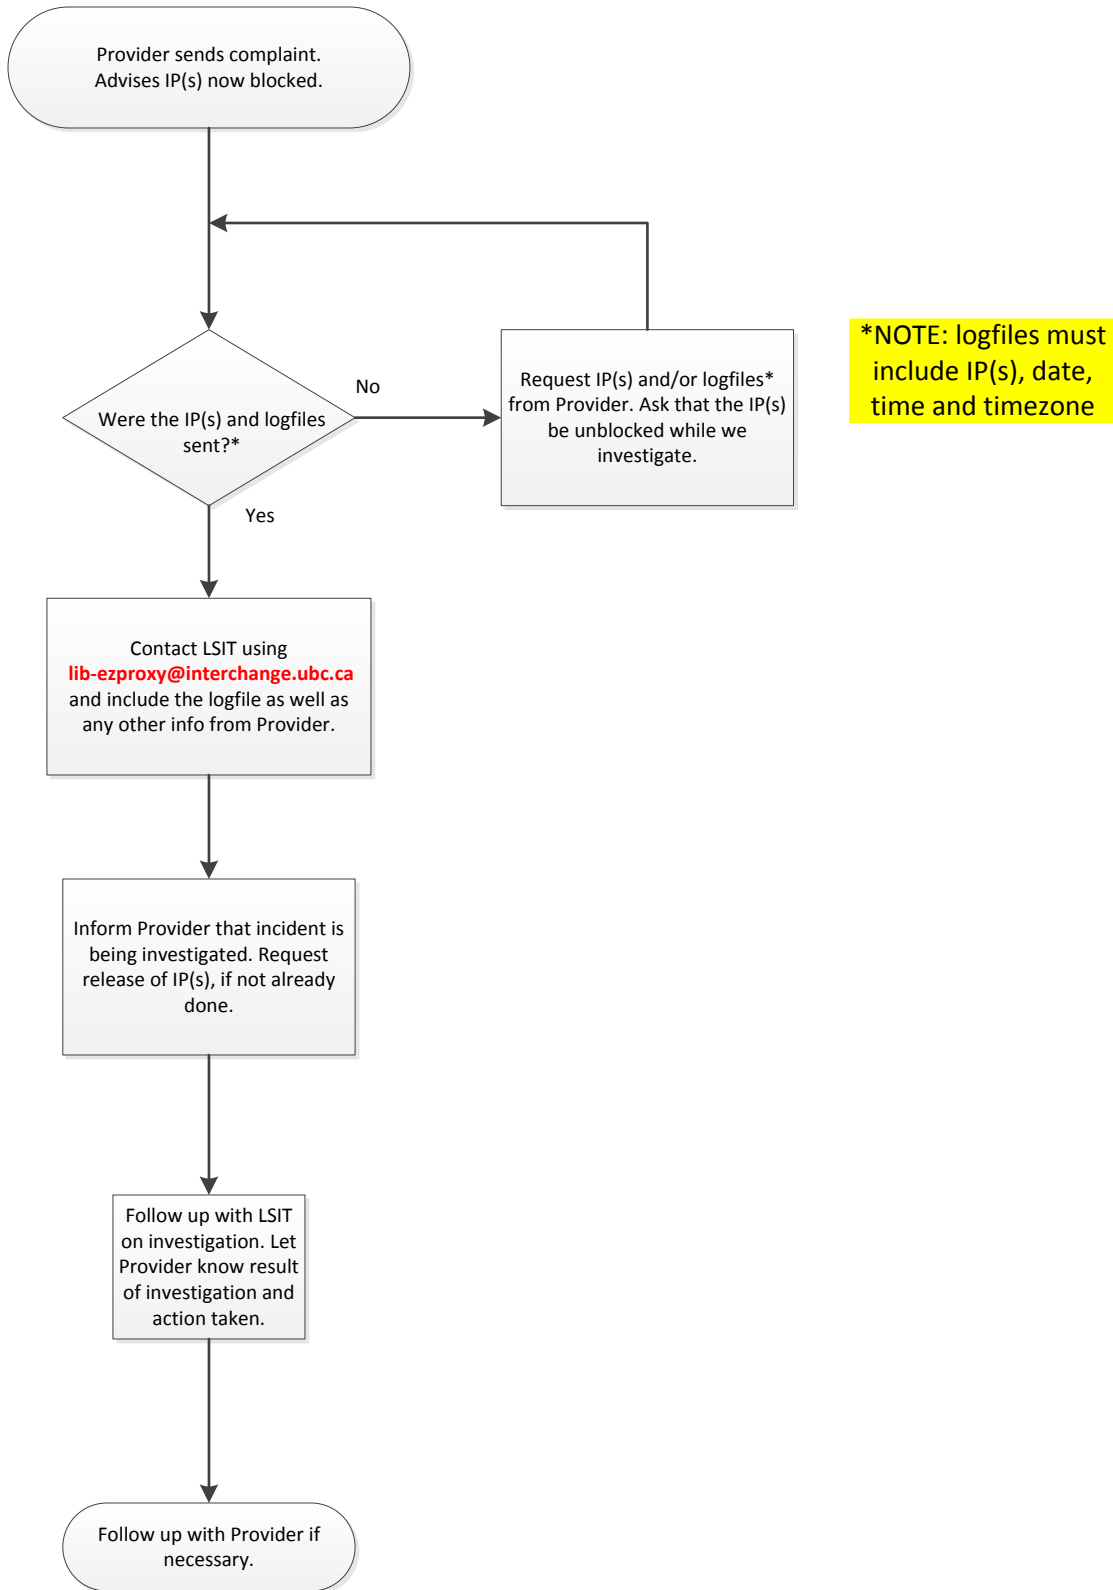 Provider sends complaint.
Advises IP(s) now blocked.
No
Were the IP(s) and logfiles
sent?*
Request IP(s) and/or logfiles*
from Provider. Ask that the IP(s)
be unblocked while we
investigate.
*NOTE: logfiles must
include IP(s), date,
time and timezone
Yes
Contact LSIT using
lib-ezproxy@interchange.ubc.ca
and include the logfile as well as
any other info from Provider.
Inform Provider that incident is
being investigated. Request
release of IP(s), if not already
done.
Follow up with LSIT
on investigation. Let
Provider know result
of investigation and
action taken.
Follow up with Provider if
necessary.